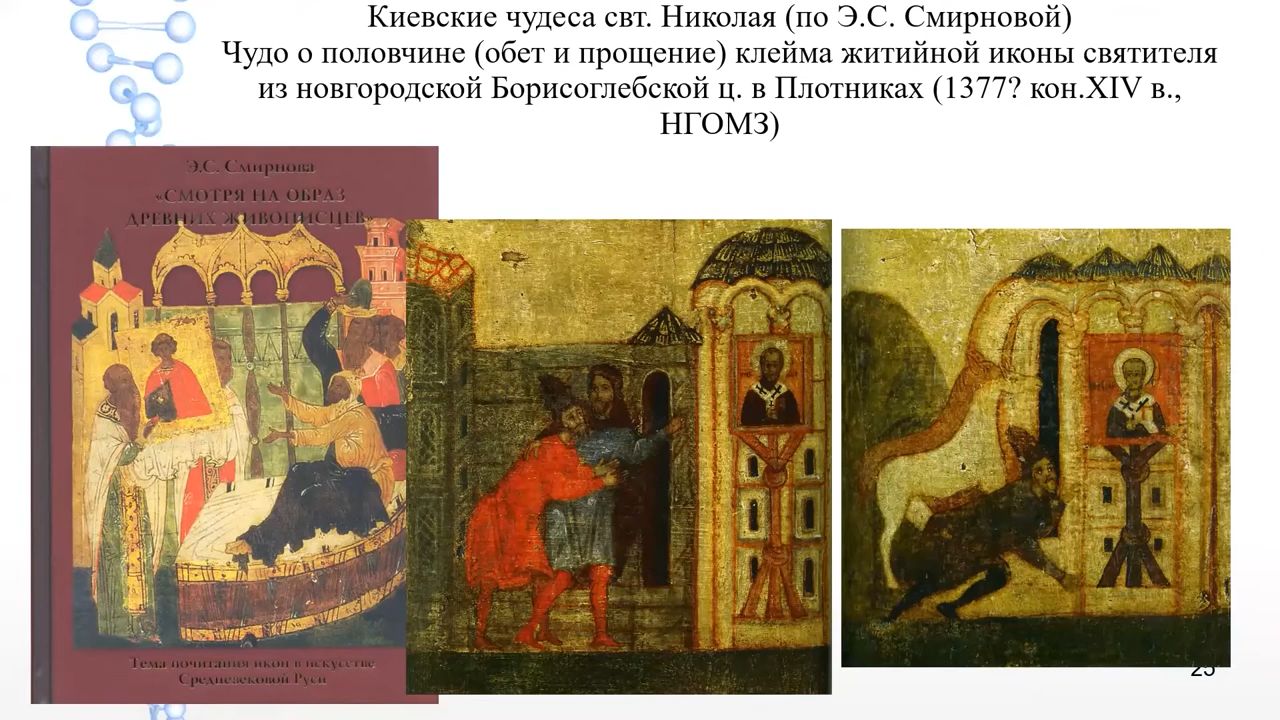 Киевские чудеса свт. Николая (по Э.С. Смирновой)
Чудо о половчине (обет и прощение) клейма житийной иконы святителя
из новгородской Борисоглебской ц. в Плотниках (1377? кон.XIV в.,
НГОМЗ)
Э.С. Смирнова
«СМОТРЯ НА ОБРАЗ
ДРЕВНИХ ЖИВОПИСЦЕВ»
Тема почитания икон в искусстве
Средневековой Руси
25